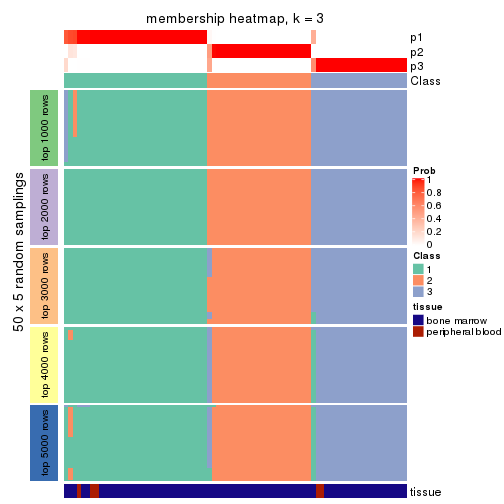 membership heatmap, k = 3
p1
p2
p3
Class
50 x 5 random samplings
top 1000 rows
top 2000 rows
top 3000 rows
top 4000 rows
top 5000 rows
Prob
1
0.8
0.6
0.4
0.2
0
Class
1
2
3
tissue
bone marrow
peripheral blood
tissue